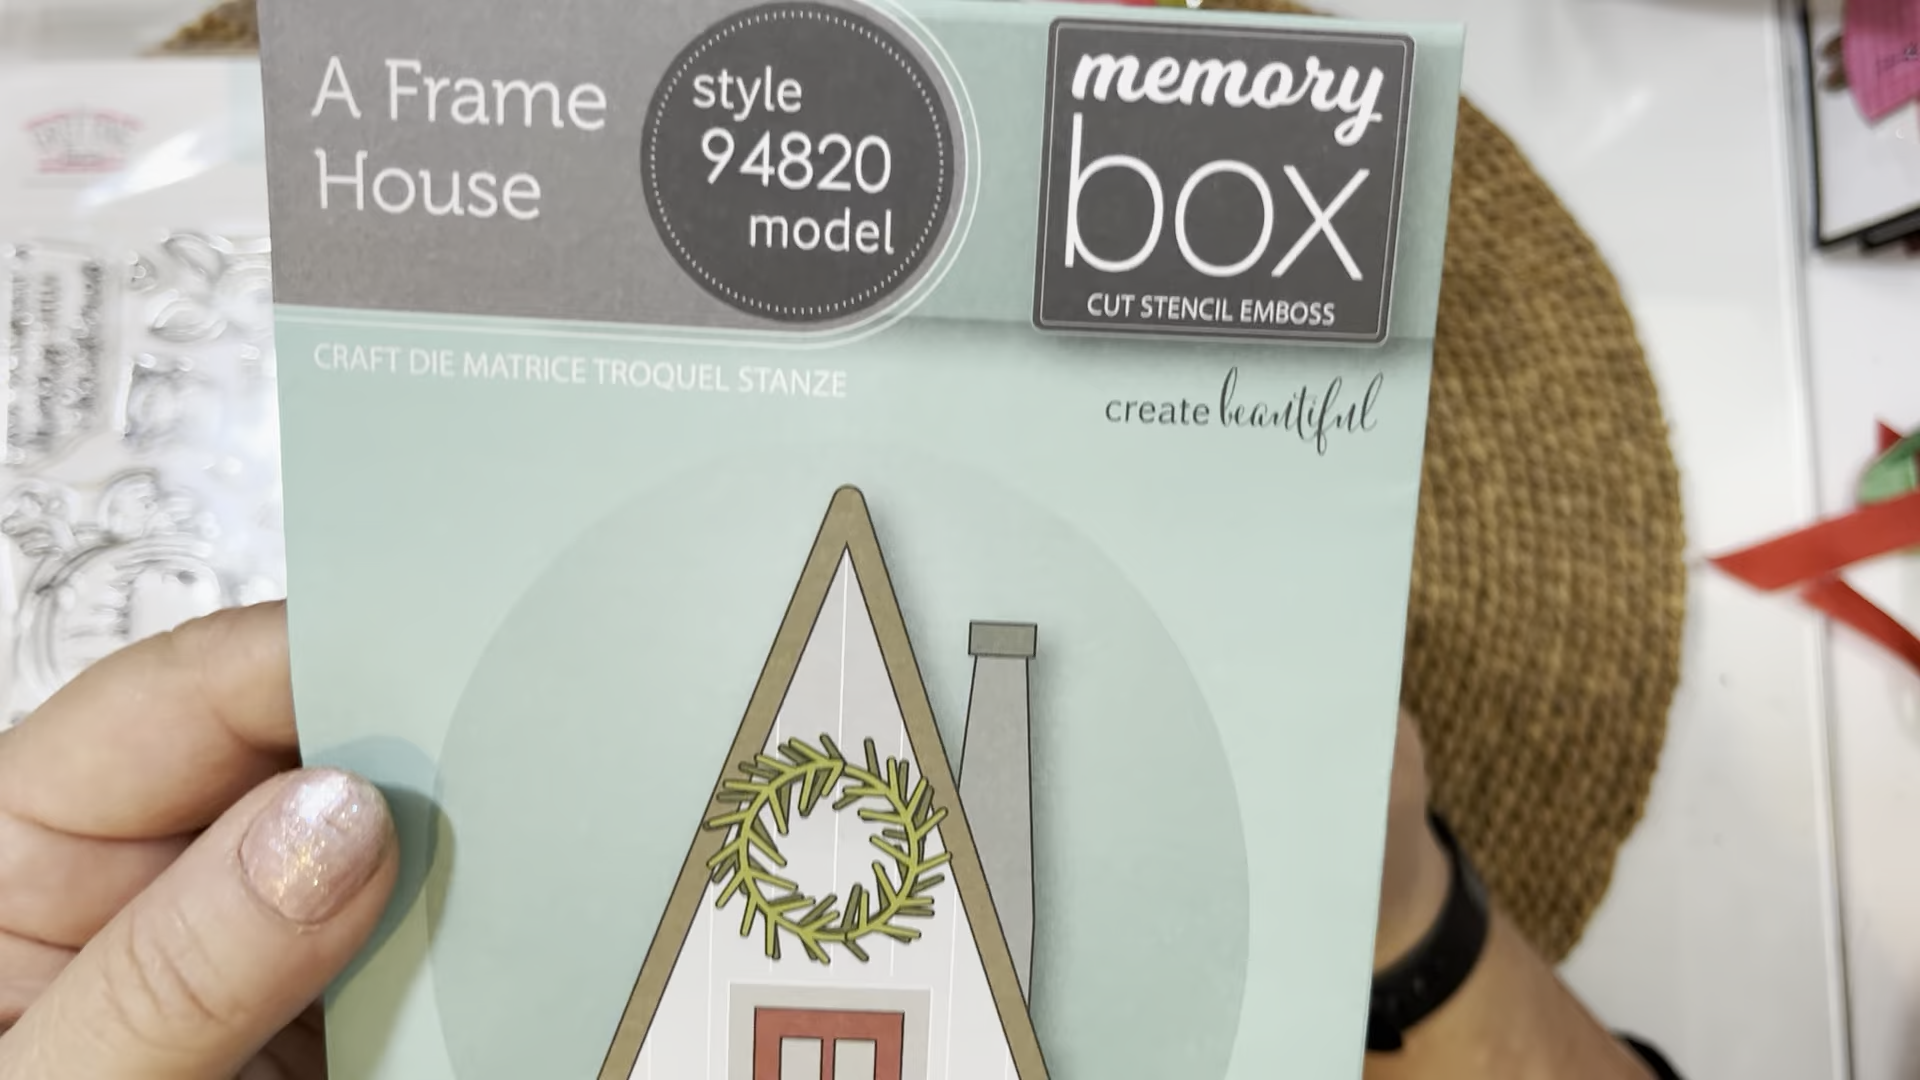 A Frame
House
style
94820
model
memory
box
CUT STENCIL EMBOSS
CRAFT DIE MATRICE TROQUEL STANZE
create beautiful